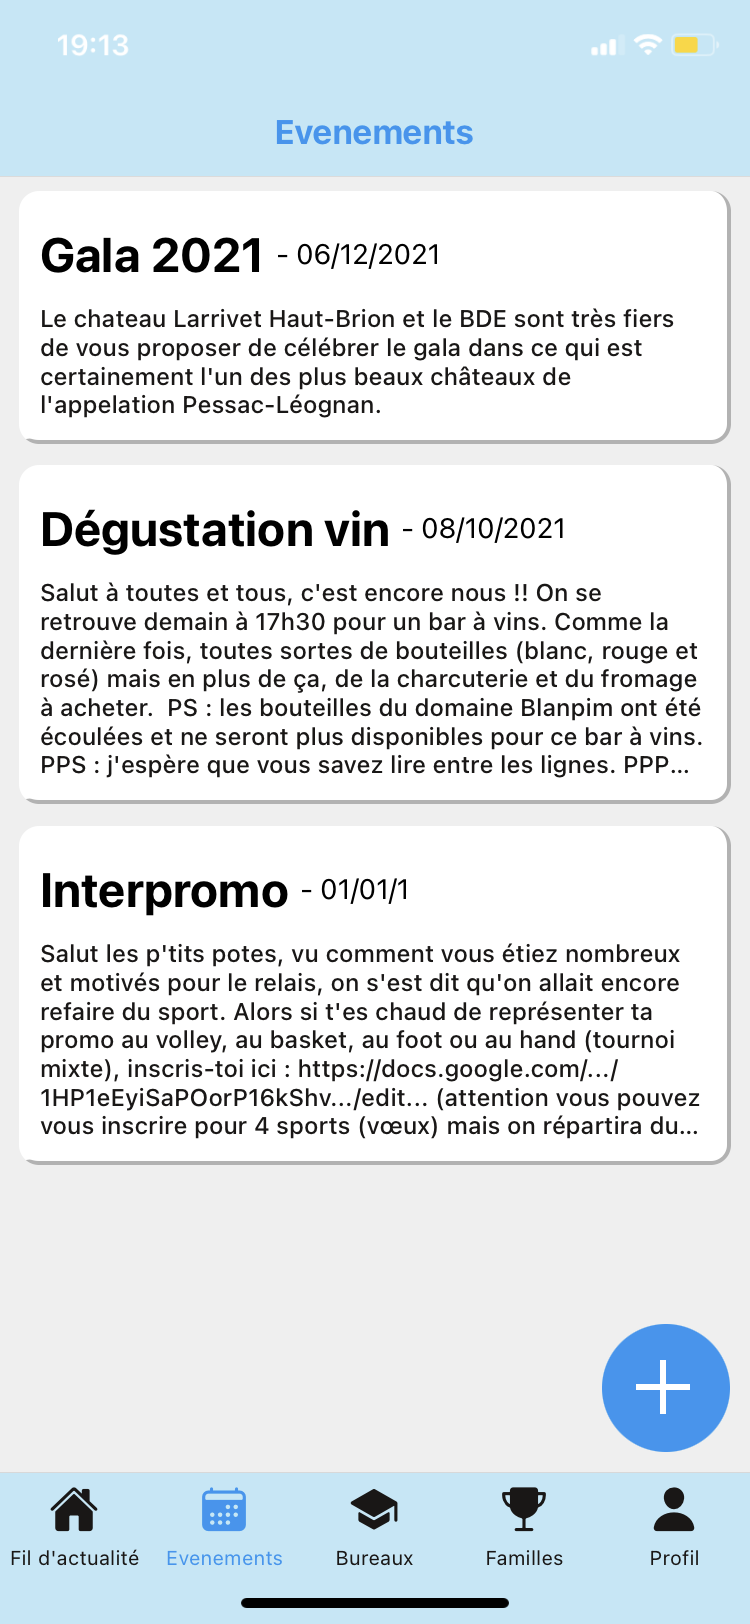 19:13
Evenements
Gala 2021 - 06/12/2021
Le chateau Larrivet Haut-Brion et le BDE sont très fiers
de vous proposer de célébrer le gala dans ce qui est
certainement l'un des plus beaux châteaux de
l'appelation Pessac-Léognan.
Dégustation vin - 08/10/2021
Salut à toutes et tous, c'est encore nous !! On se
retrouve demain à 17h30 pour un bar à vins. Comme la
dernière fois, toutes sortes de bouteilles (blanc, rouge et
rosé) mais en plus de ça, de la charcuterie et du fromage
à acheter.  PS : les bouteilles du domaine Blanpim ont été
écoulées et ne seront plus disponibles pour ce bar à vins.
PPS : j'espère que vous savez lire entre les lignes. PPP...
Interpromo - 01/01/1
Salut les p'tits potes, vu comment vous étiez nombreux
et motivés pour le relais, on s'est dit qu'on allait encore
refaire du sport. Alors si t'es chaud de représenter ta
promo au volley, au basket, au foot ou au hand (tournoi
mixte), inscris-toi ici : https://docs.google.com/.../
1HP1eEyiSaPOorP16kShv.../edit... (attention vous pouvez
vous inscrire pour 4 sports (vœux) mais on répartira du...
Fil d'actualité
Evenements
Bureaux
Familles
Profil